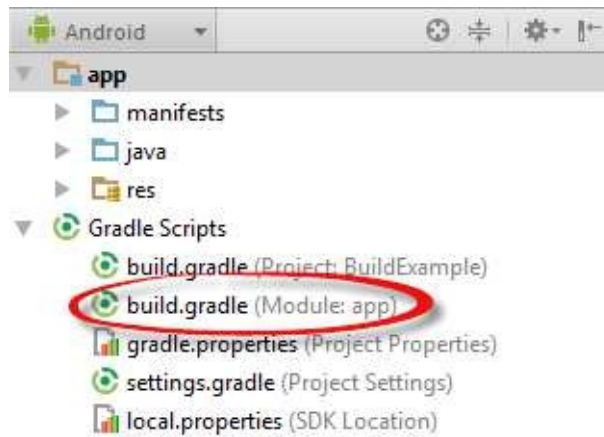 Android
app
manifests
java
res
Gradle Scripts
build.gradle (Project: BuildExample)
build.gradle (Module: app)
gradle.properties (Project Properties)
settings.gradle (Project Settings)
local.properties (SDK Location)